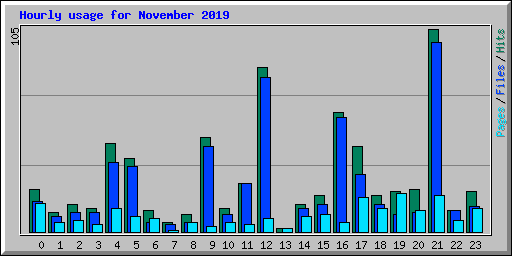 Hourly usage for November 2019
105
Pages / Files / Hits
0 1 2 3 4 5 6 7 8 9 10 11 12 13 14 15 16 17 18 19 20 21 22 23